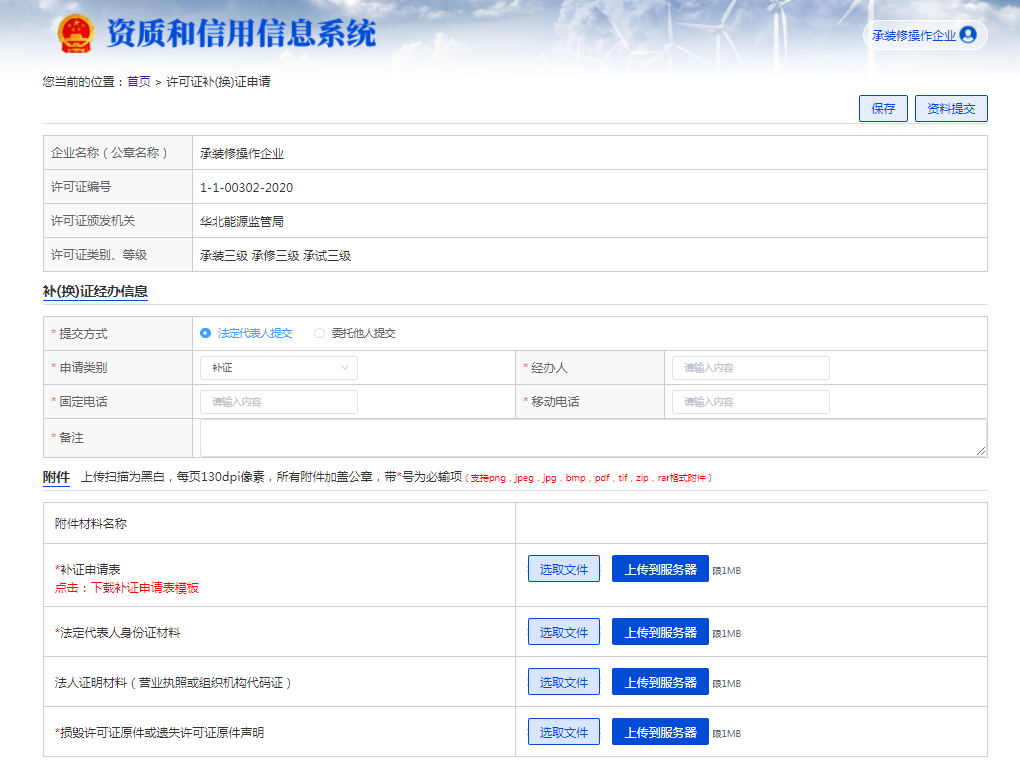 资质和信用信息系统
承装修操作企业
您当前的位置：首页 > 许可证补(换)证申请
保存 资料提交
企业名称（公章名称） 承装修操作企业
许可证编号 1-1-00302-2020
许可证颁发机关 华北能源监管局
许可证类别、等级 承装三级 承修三级 承试三级
补(换)证经办信息
*提交方式 法定代表人提交 委托他人提交
*申请类别 补证 *经办人 请输入内容
*固定电话 请输入内容 *移动电话 请输入内容
*备注
附件 上传扫描为黑白，每页130dpi像素，所有附件加盖公章，带*号为必输项（支持png，jpeg，jpg，bmp，pdf，tif，zip，rar格式附件）
附件材料名称
*补证申请表 选取文件 上传到服务器 限1MB
点击：下载补证申请表模板
*法定代表人身份证材料 选取文件 上传到服务器 限1MB
法人证明材料（营业执照或组织机构代码证） 选取文件 上传到服务器 限1MB
*损毁许可证原件或遗失许可证原件声明 选取文件 上传到服务器 限1MB